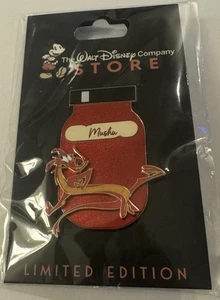 The WALT DISNEY Company
STORE
Mushu
LIMITED EDITION